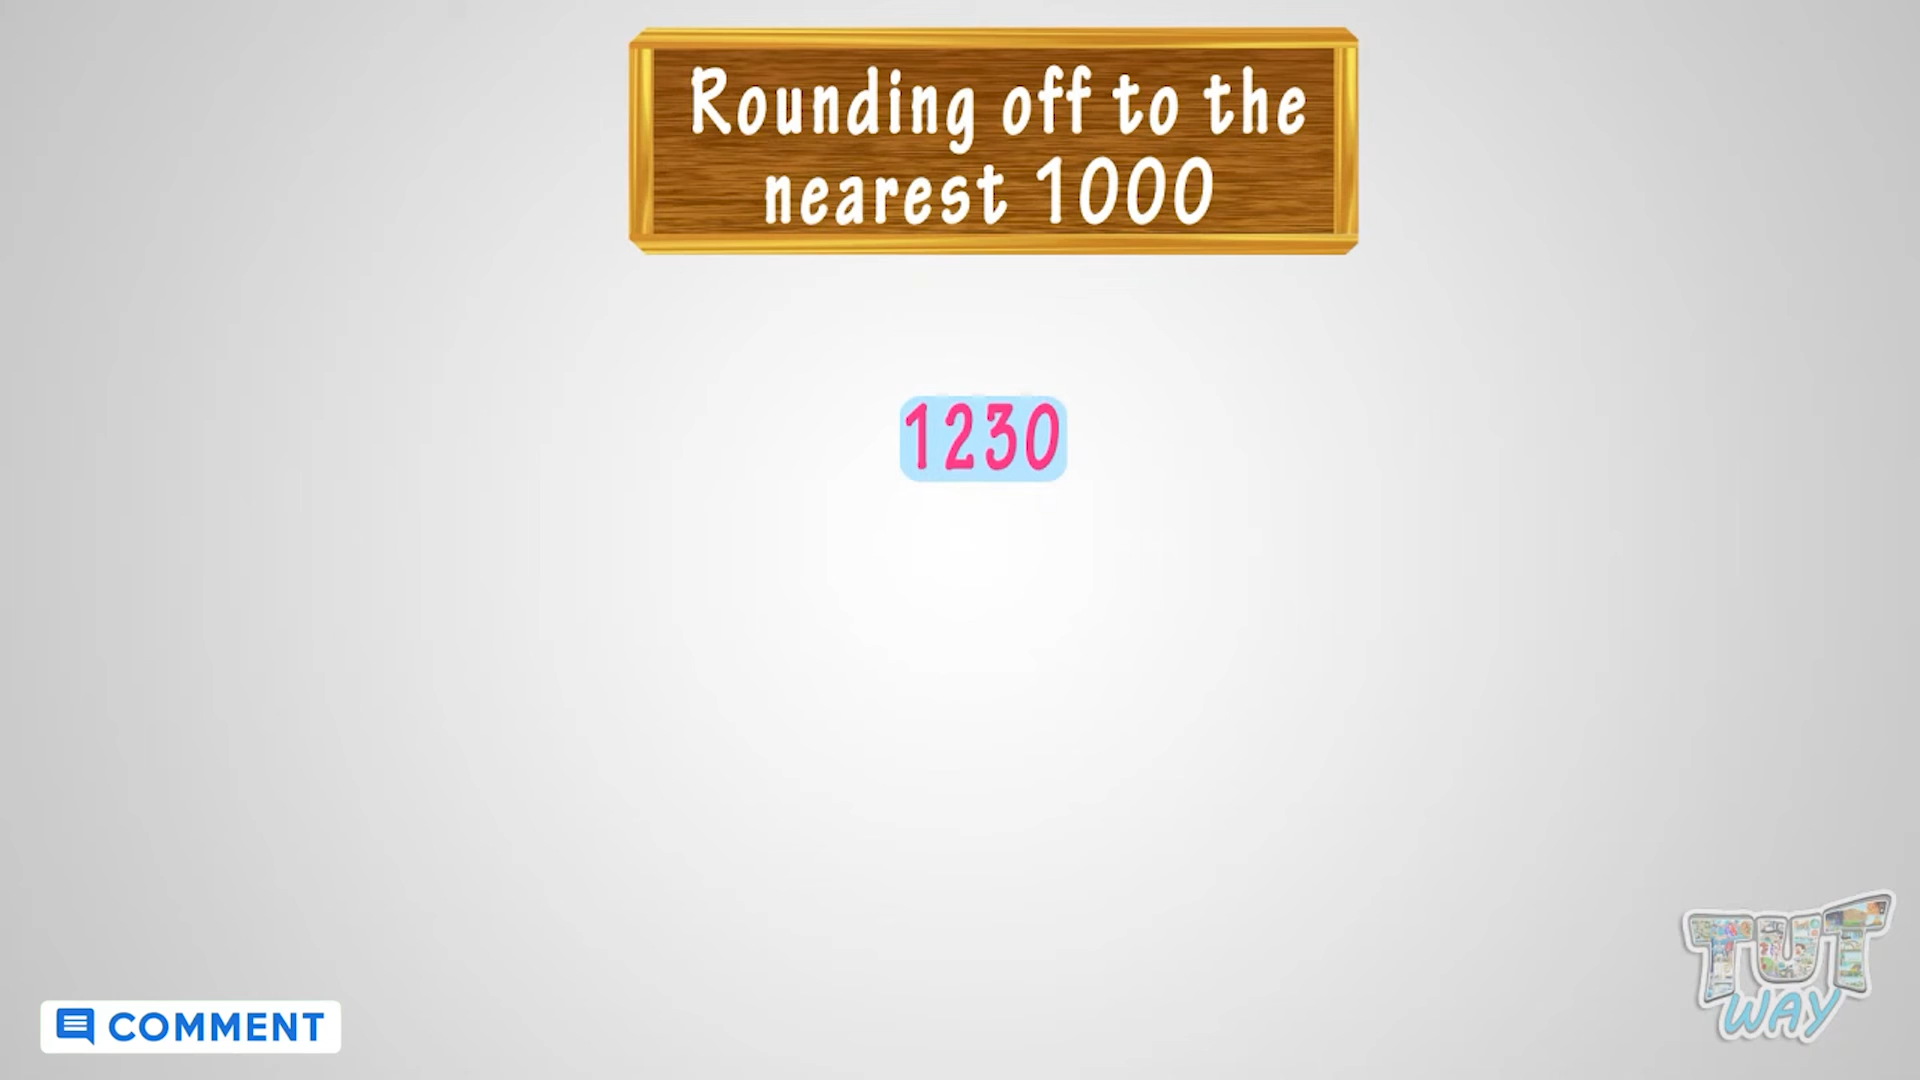 Rounding off to the
nearest 1000
1230
COMMENT
TUT
WAY